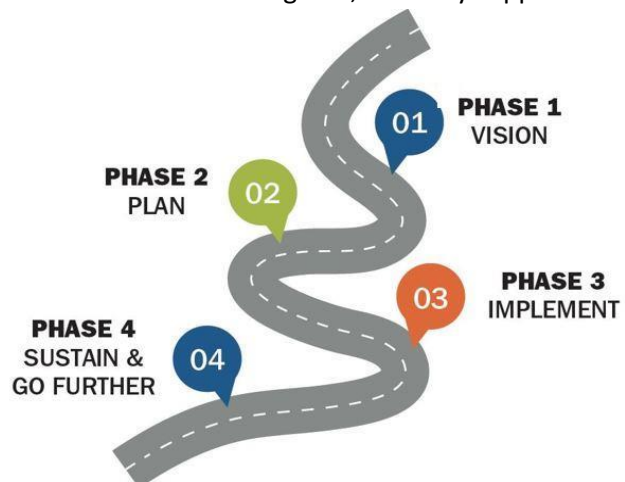 01
PHASE 1
VISION
PHASE 2
PLAN
02
03
PHASE 3
IMPLEMENT
PHASE 4
SUSTAIN &
GO FURTHER
04